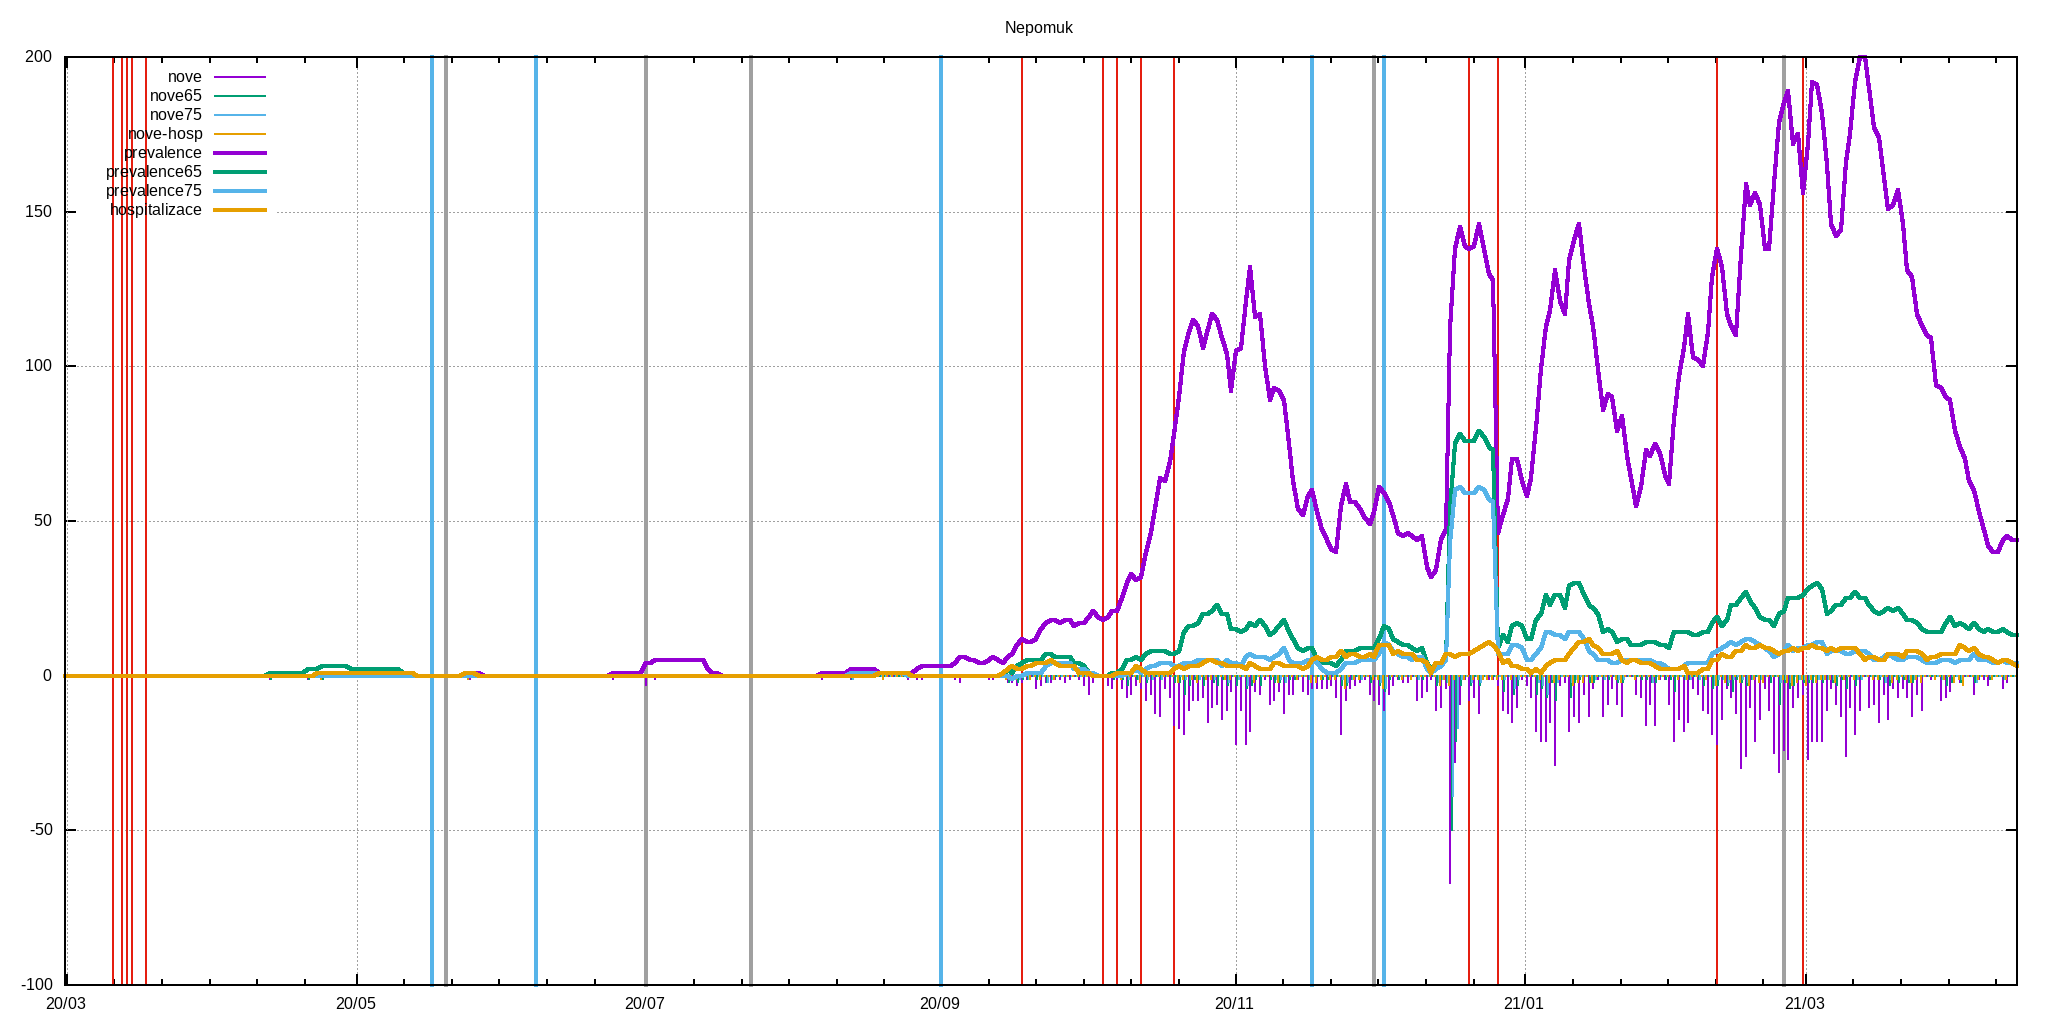 Nepomuk
200
nove
nove65
nove75
nove-hosp
prevalence
prevalence65
prevalence75
hospitalizace
150
100
50
0
-50
-100
20/03 20/05 20/07 20/09 20/11 21/01 21/03